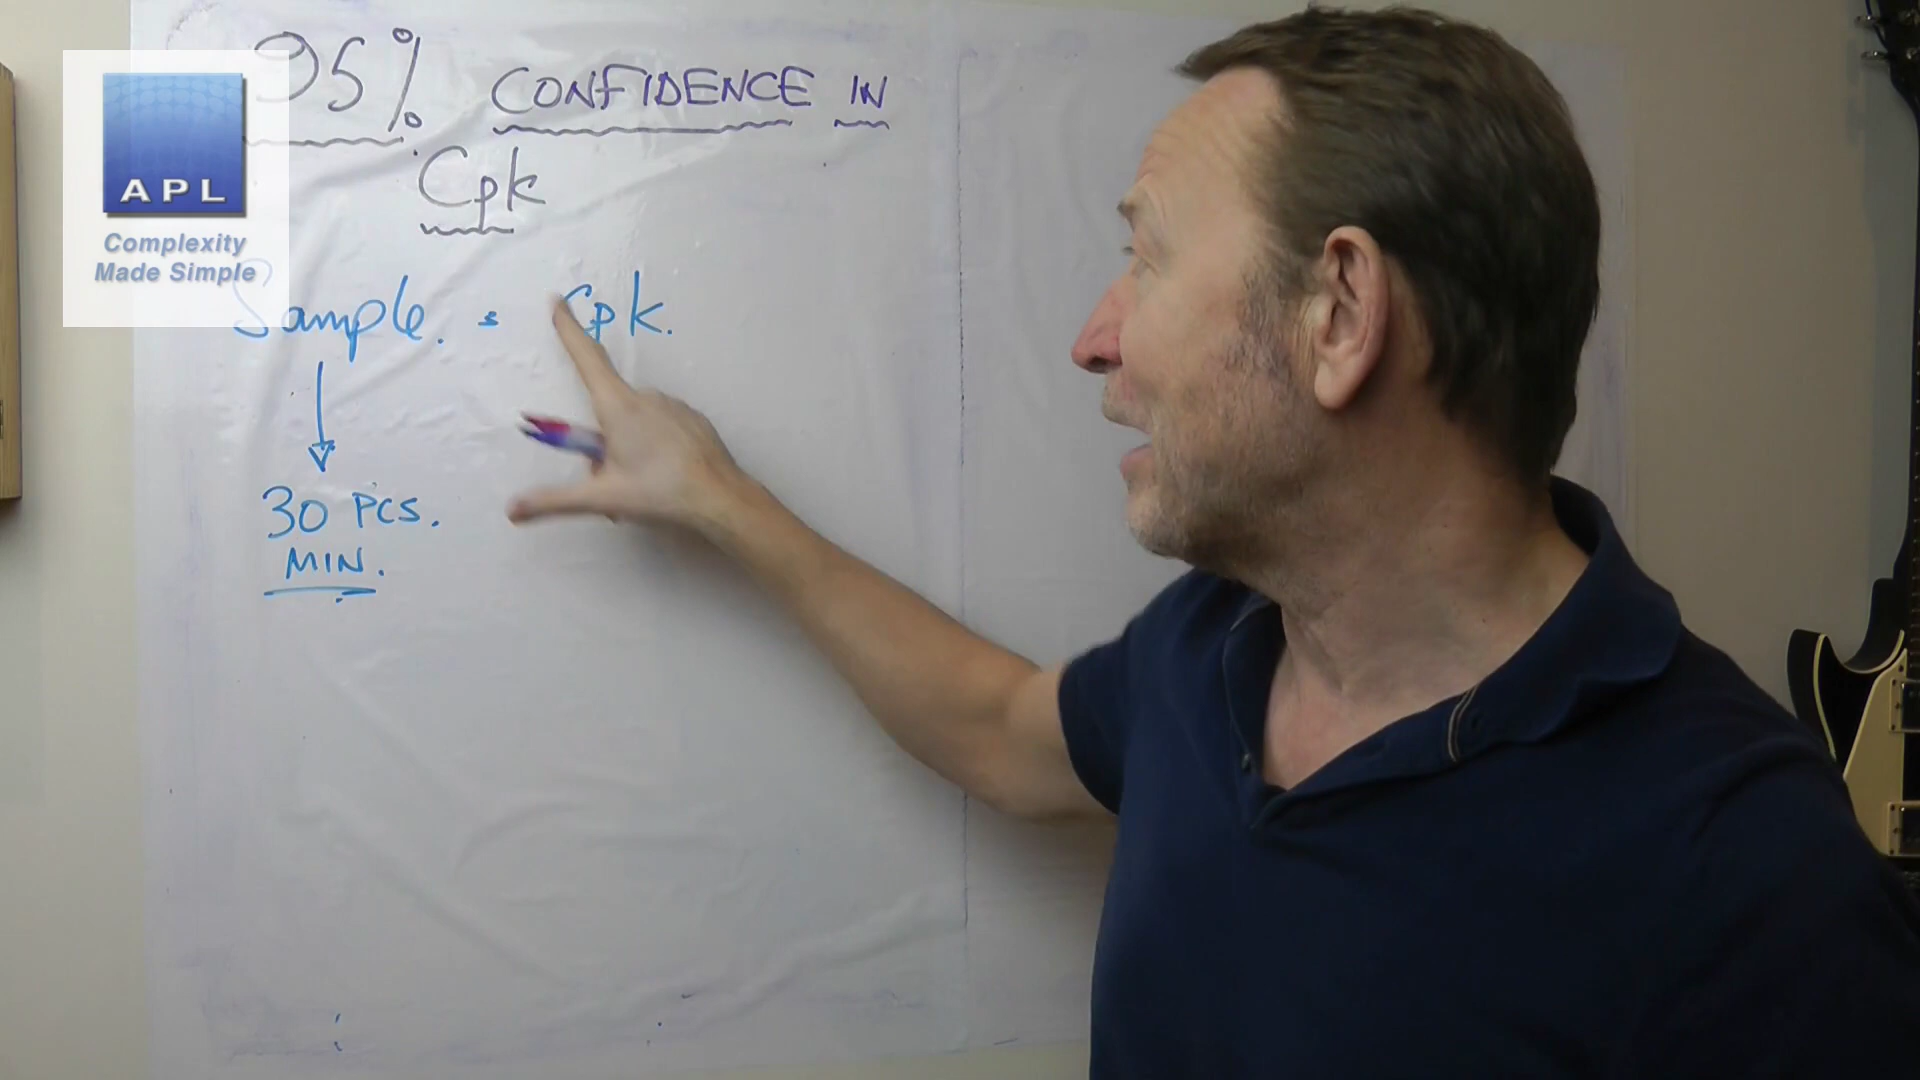 95% CONFIDENCE IN
Cpk
APL
Complexity
Made Simple
Sample. = Cpk.
30 PCS.
MIN.